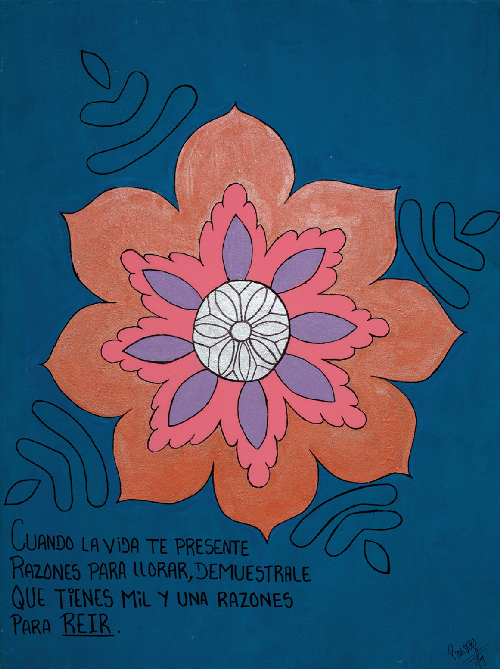 CUANDO LA VIDA TE PRESENTE
RAZONES PARA llORAR, DEMUESTRALE
QUE TIENES MIL Y UNA RAZONES
PARA REIR.